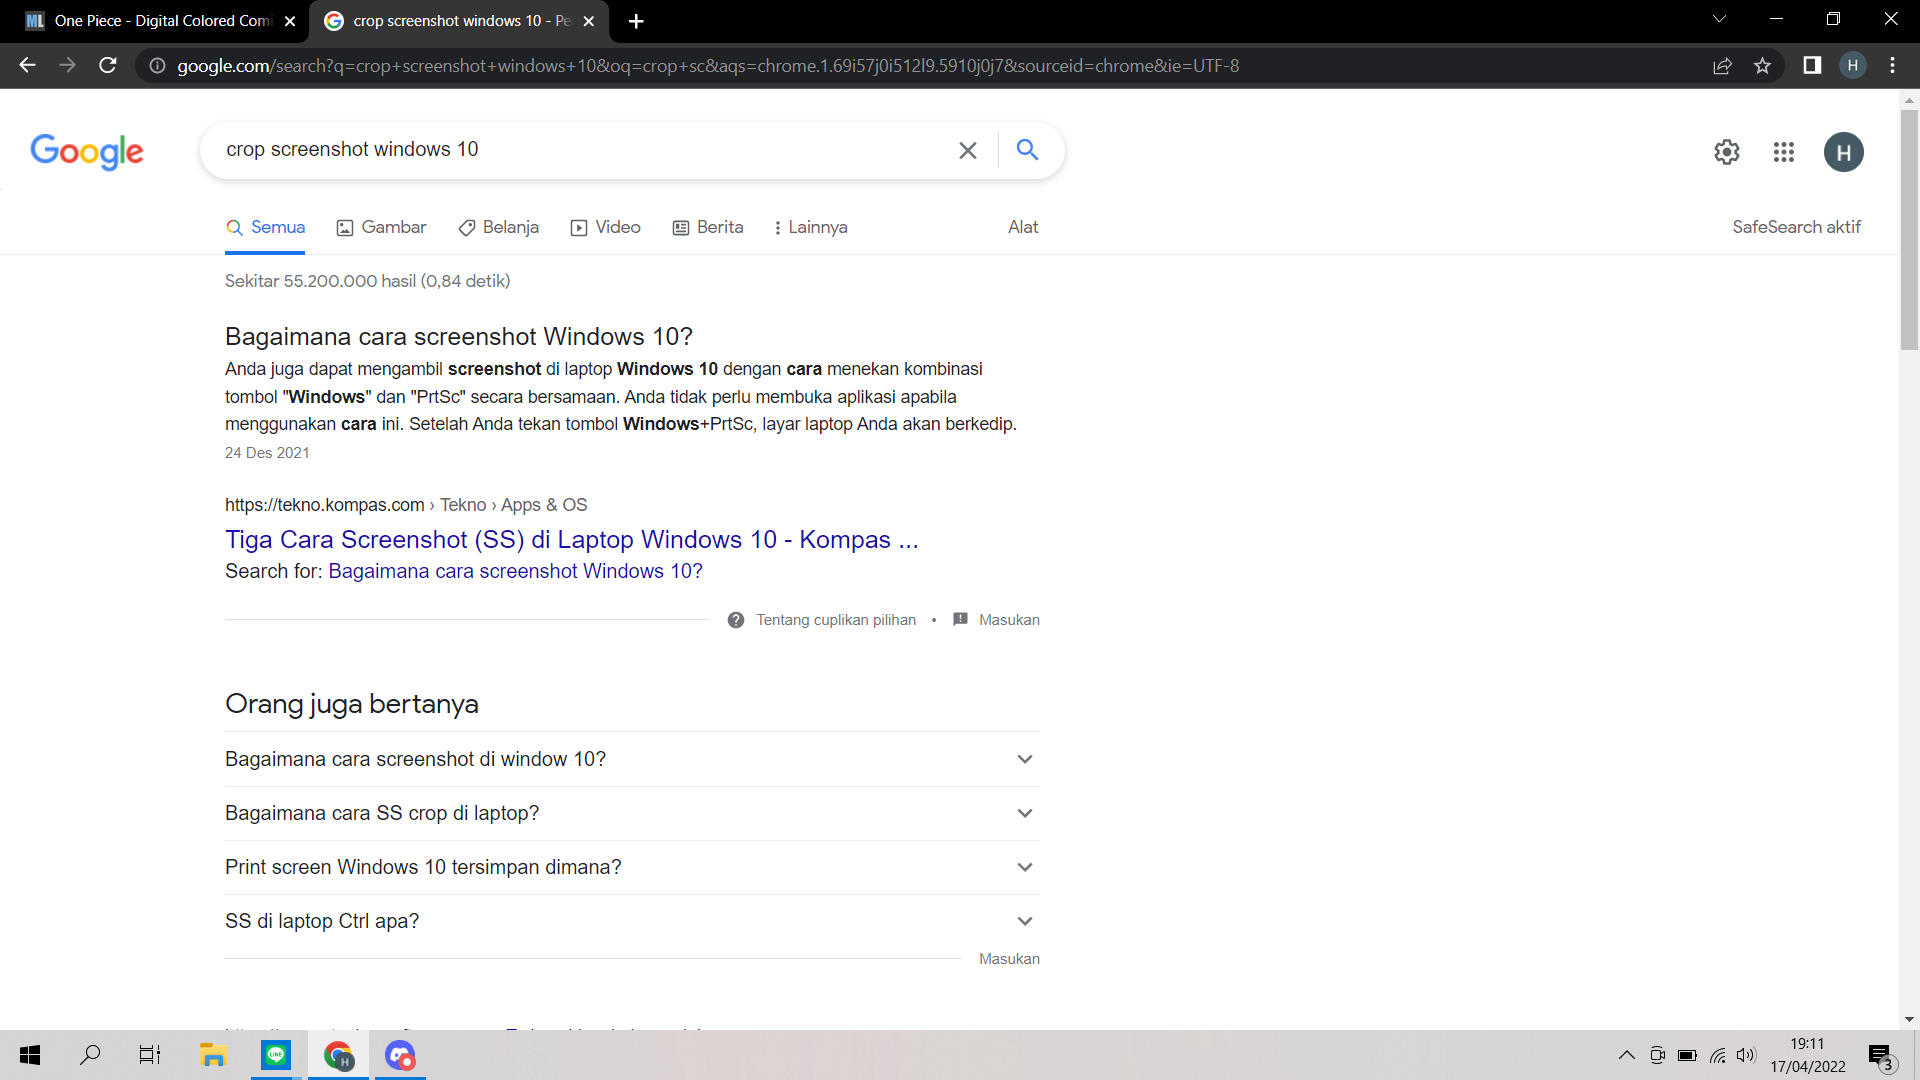 One Piece - Digital Colored Comi
crop screenshot windows 10 - Pe
google.com/search?q=crop+screenshot+windows+10&oq=crop+sc&aqs=chrome.1.69i57j0i512l9.5910j0j7&sourceid=chrome&ie=UTF-8
H
Google
crop screenshot windows 10
H
Semua
Gambar
Belanja
Video
Berita
Lainnya
Alat
SafeSearch aktif
Sekitar 55.200.000 hasil (0,84 detik)
Bagaimana cara screenshot Windows 10?
Anda juga dapat mengambil screenshot di laptop Windows 10 dengan cara menekan kombinasi
tombol "Windows" dan "PrtSc" secara bersamaan. Anda tidak perlu membuka aplikasi apabila
menggunakan cara ini. Setelah Anda tekan tombol Windows+PrtSc, layar laptop Anda akan berkedip.
24 Des 2021
https://tekno.kompas.com › Tekno › Apps & OS
Tiga Cara Screenshot (SS) di Laptop Windows 10 - Kompas ...
Search for: Bagaimana cara screenshot Windows 10?
Tentang cuplikan pilihan • Masukan
Orang juga bertanya
Bagaimana cara screenshot di window 10?
Bagaimana cara SS crop di laptop?
Print screen Windows 10 tersimpan dimana?
SS di laptop Ctrl apa?
Masukan
19:11
17/04/2022
3